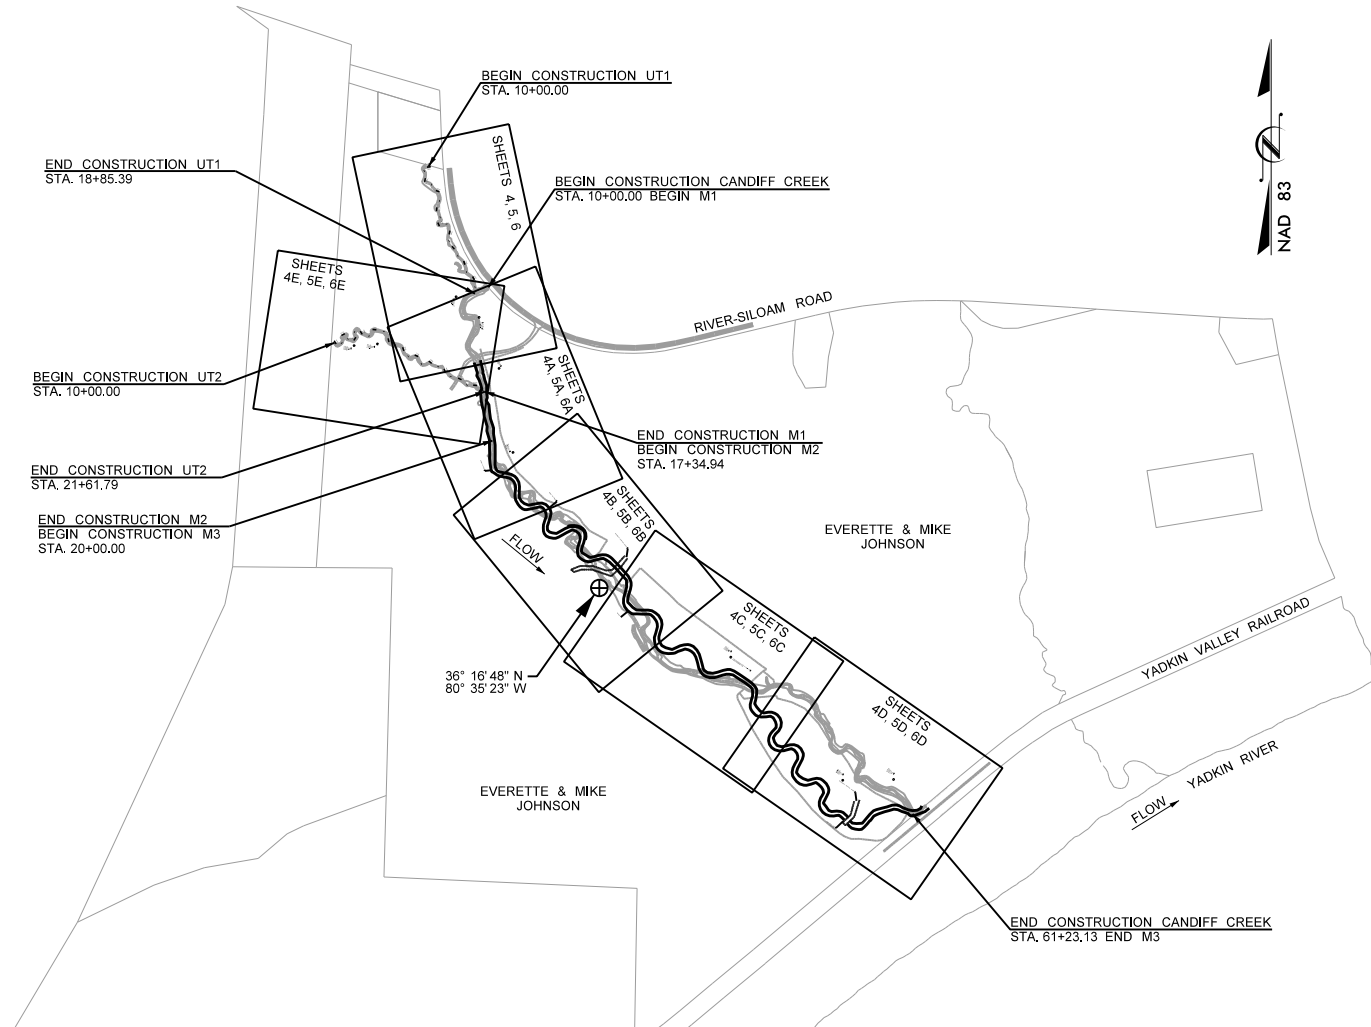 BEGIN CONSTRUCTION UT1
STA. 10+00.00
END CONSTRUCTION UT1
STA. 18+85.39
SHEETS 4, 5, 6
BEGIN CONSTRUCTION CANDIFF CREEK
STA. 10+00.00 BEGIN M1
NAD 83
SHEETS
4E, 5E, 6E
RIVER-SILOAM ROAD
BEGIN CONSTRUCTION UT2
STA. 10+00.00
SHEETS
4A, 5A, 6A
END CONSTRUCTION M1
BEGIN CONSTRUCTION M2
STA. 17+34.94
END CONSTRUCTION UT2
STA. 21+61.79
SHEETS
4B, 5B, 6B
END CONSTRUCTION M2
BEGIN CONSTRUCTION M3
STA. 20+00.00
FLOW
EVERETTE & MIKE
JOHNSON
SHEETS
4C, 5C, 6C
YADKIN VALLEY RAILROAD
36° 16' 48" N
80° 35' 23" W
SHEETS
4D, 5D, 6D
EVERETTE & MIKE
JOHNSON
FLOW
YADKIN RIVER
END CONSTRUCTION CANDIFF CREEK
STA. 61+23.13 END M3